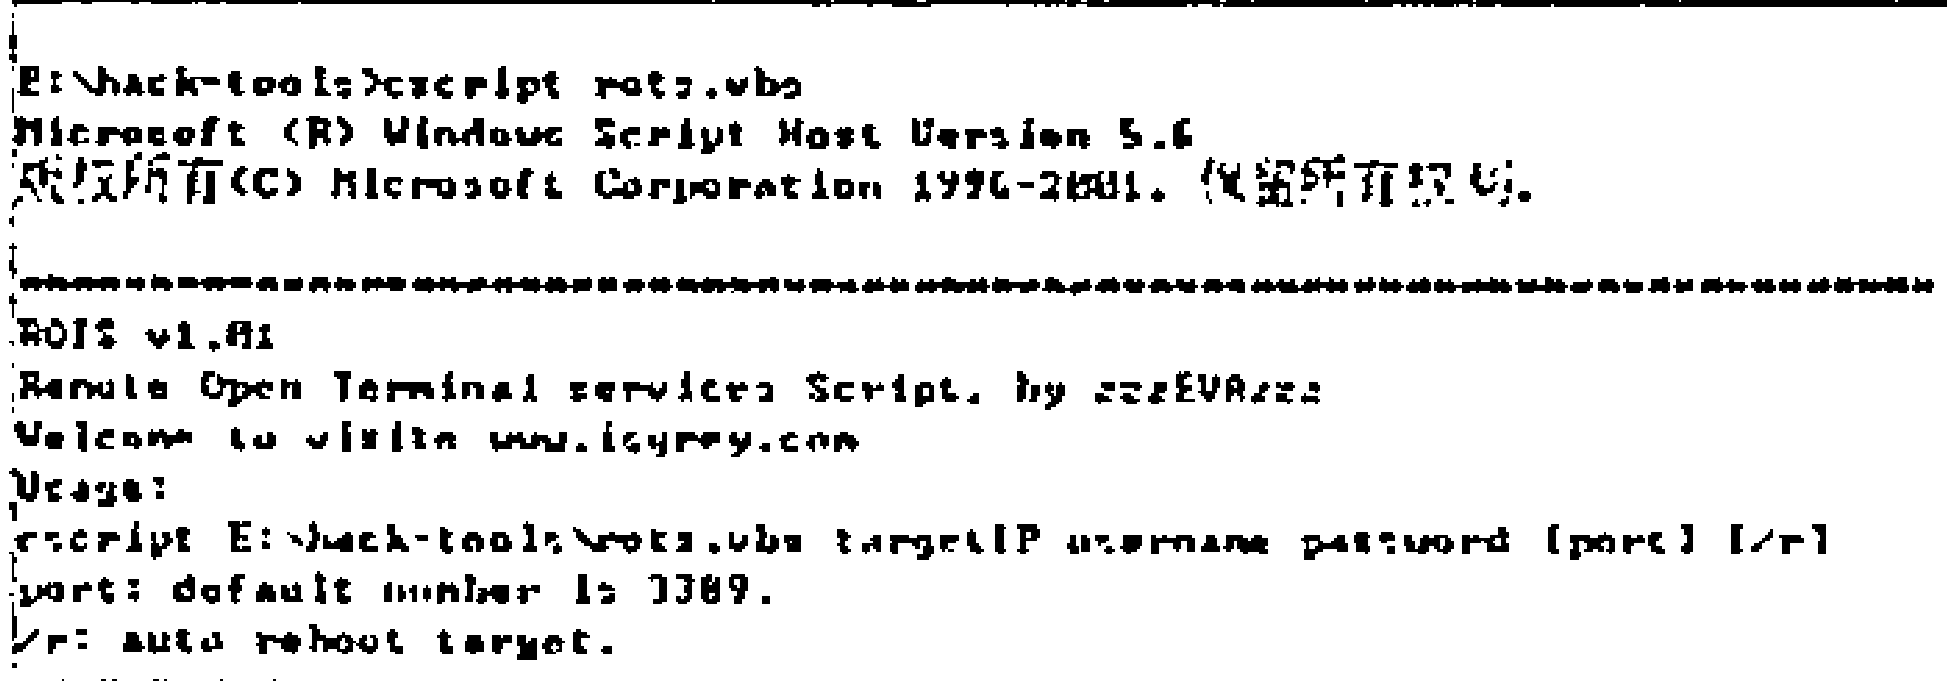 E:\hack-tools>cscript rots.vbs
Microsoft (R) Windows Script Host Version 5.6
版权所有(C) Microsoft Corporation 1996-2001. 保留所有权利.
ROTS v1.01
Remote Open Terminal services Script, by zzzEVAzzz
Welcome to visite
Usage:
cscript E:\hack-tools\rots.vbs targetIP username password [port] [/r]
port: default number is 3389.
/r: auto reboot target.